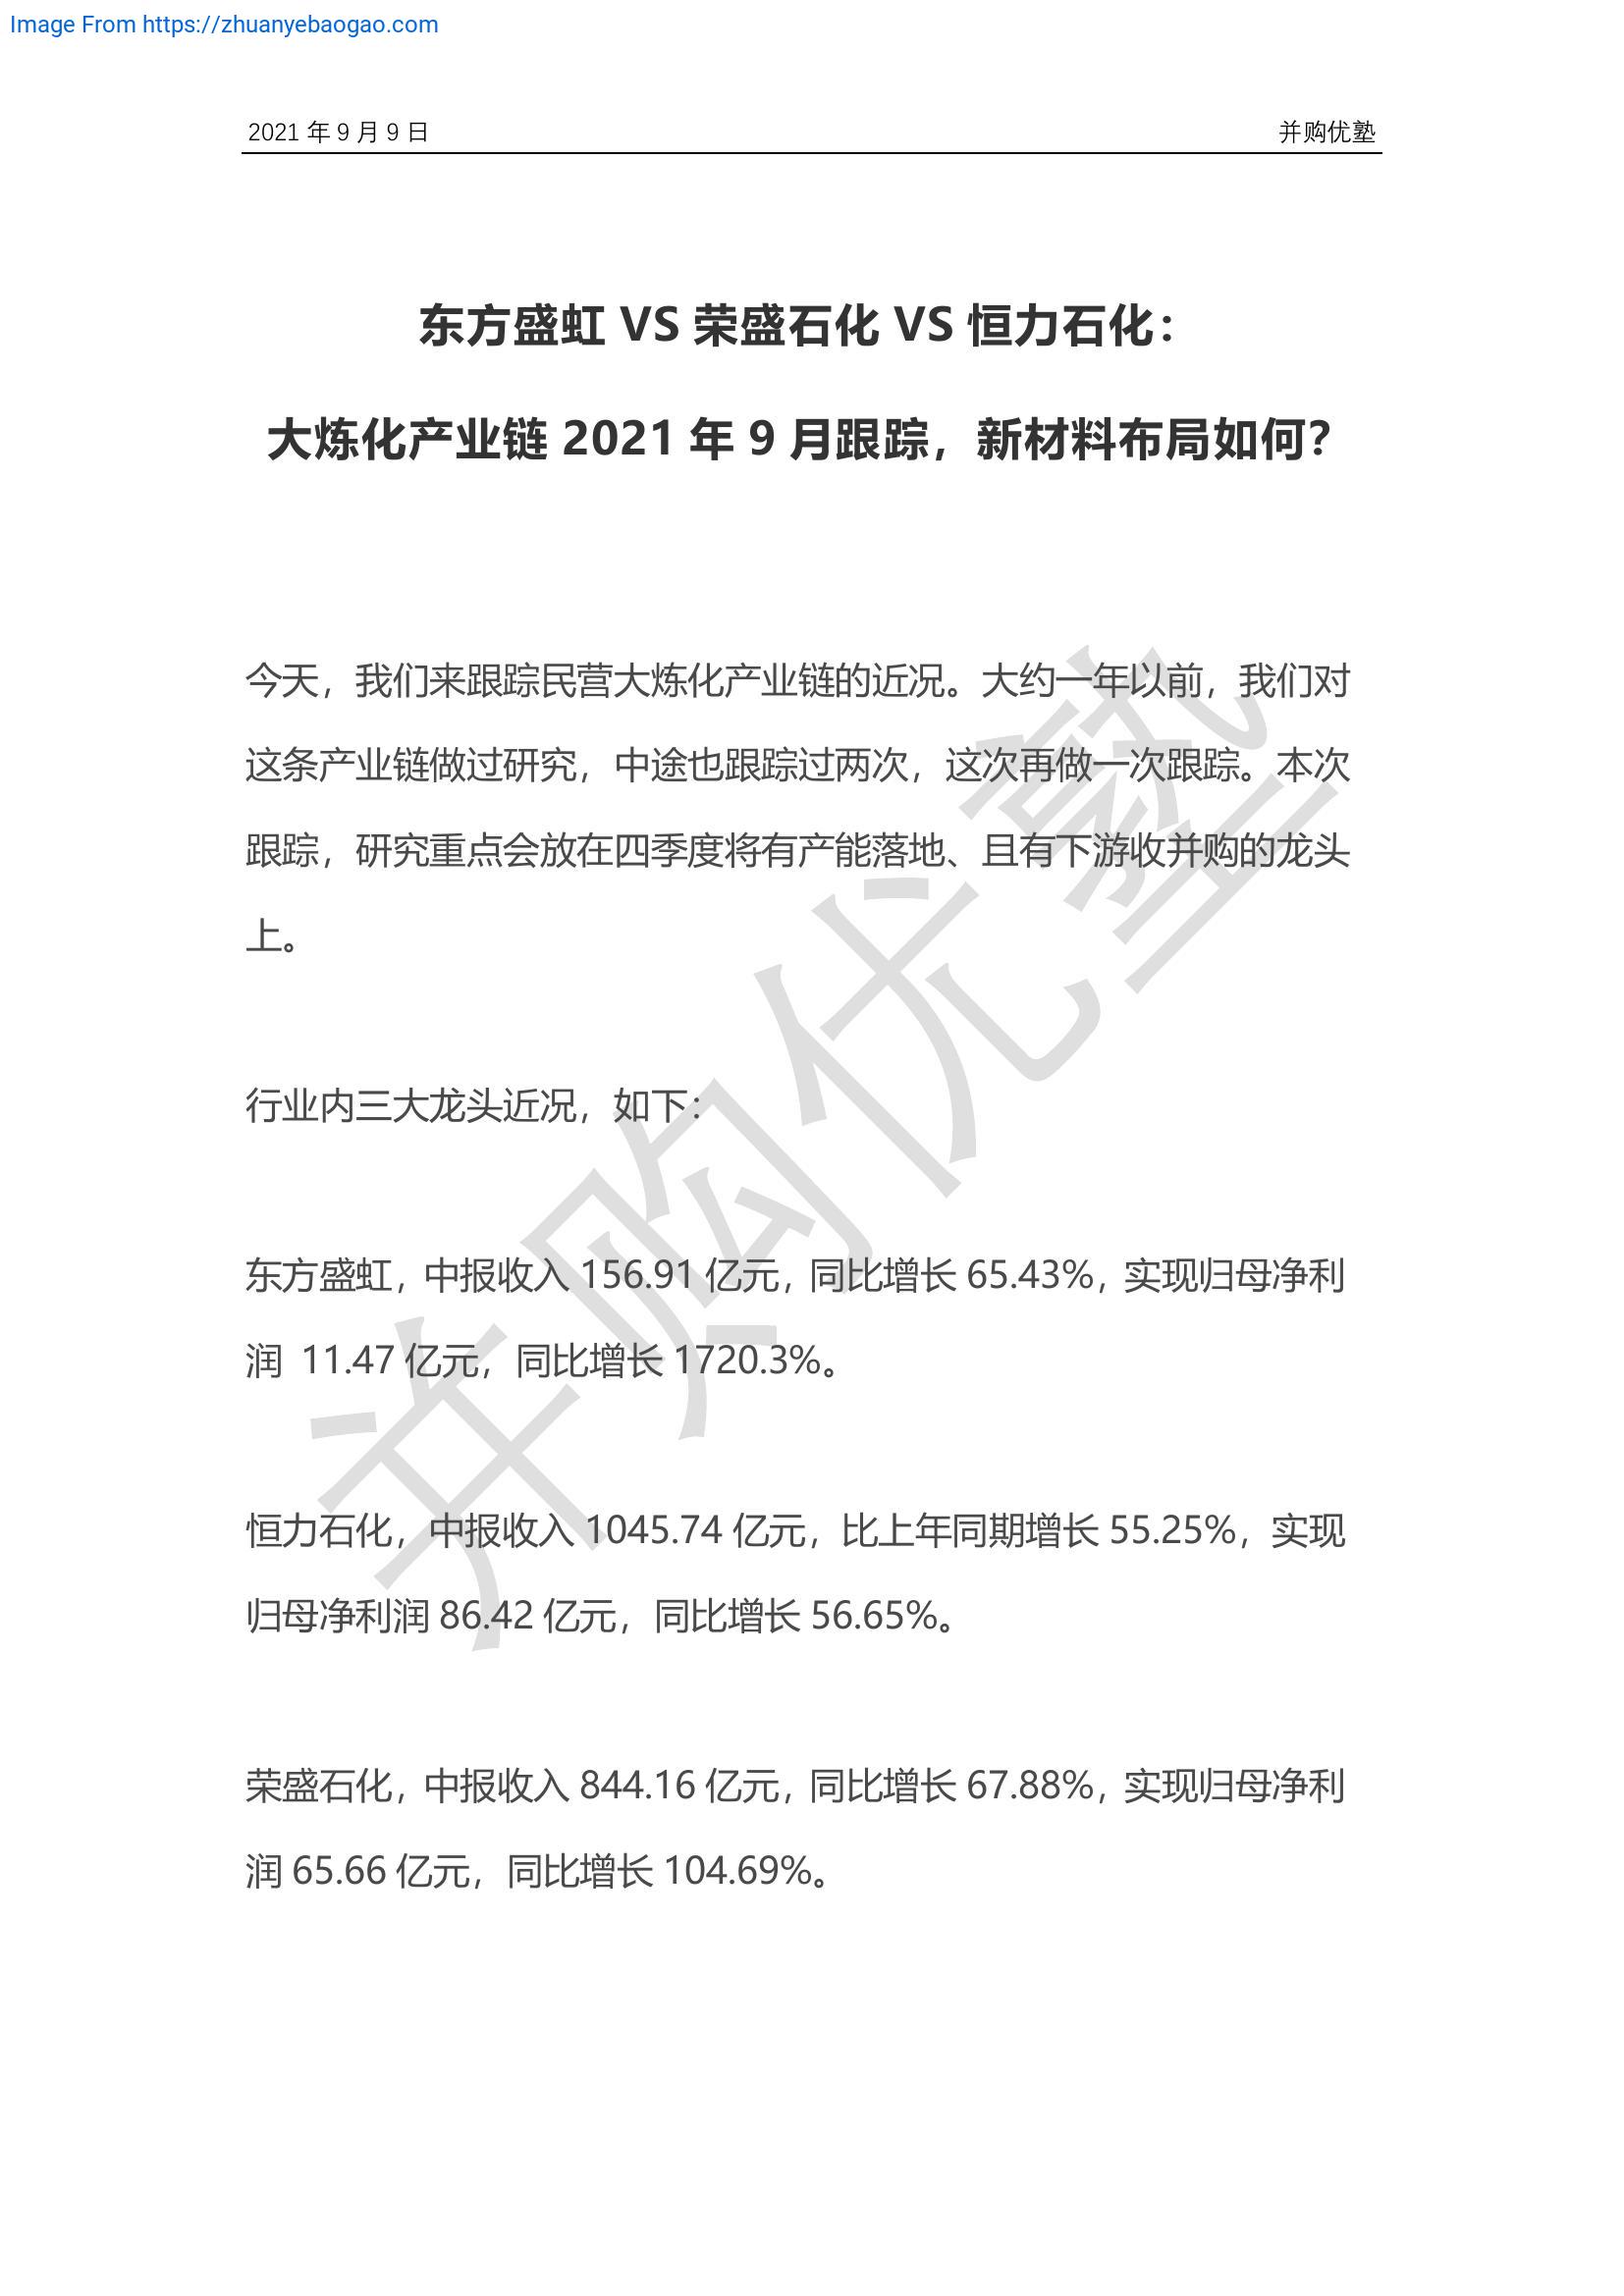 Image From https://zhuanyebaogao.com
2021 年 9 月 9 日 并购优塾
东方盛虹 VS 荣盛石化 VS 恒力石化：
大炼化产业链 2021 年 9 月跟踪，新材料布局如何？
今天，我们来跟踪民营大炼化产业链的近况。大约一年以前，我们对
这条产业链做过研究，中途也跟踪过两次，这次再做一次跟踪。本次
跟踪，研究重点会放在四季度将有产能落地、且有下游收并购的龙头
上。
行业内三大龙头近况，如下：
东方盛虹，中报收入 156.91 亿元，同比增长 65.43%，实现归母净利
润 11.47 亿元，同比增长 1720.3%。
恒力石化，中报收入 1045.74 亿元，比上年同期增长 55.25%，实现
归母净利润 86.42 亿元，同比增长 56.65%。
荣盛石化，中报收入 844.16 亿元，同比增长 67.88%，实现归母净利
润 65.66 亿元，同比增长 104.69%。
并购优塾